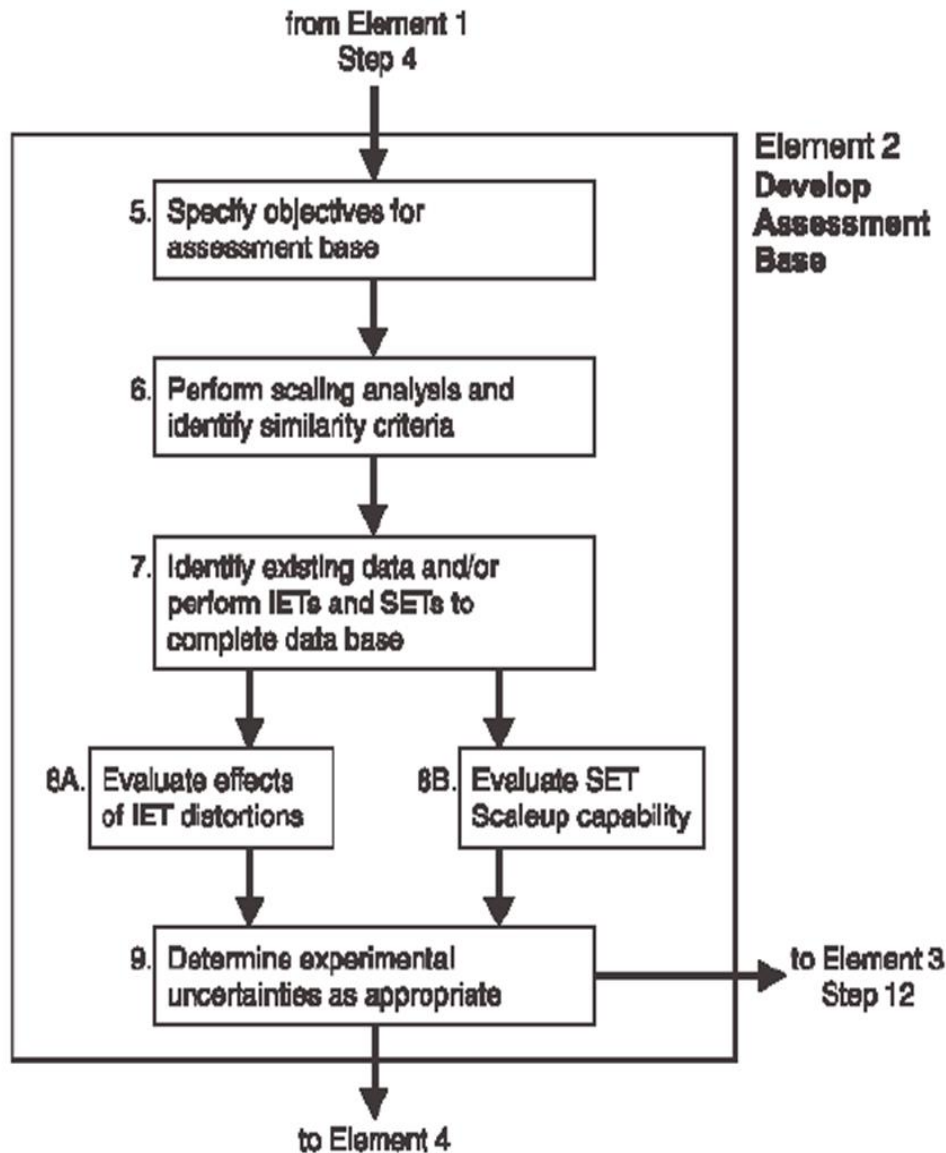 from Element 1
Step 4
Element 2
Develop
Assessment
Base
5. Specify objectives for
assessment base
6. Perform scaling analysis and
identify similarity criteria
7. Identify existing data and/or
perform IETs and SETs to
complete data base
8A. Evaluate effects
of IET distortions
8B. Evaluate SET
Scaleup capability
9. Determine experimental
uncertainties as appropriate
to Element 3
Step 12
to Element 4